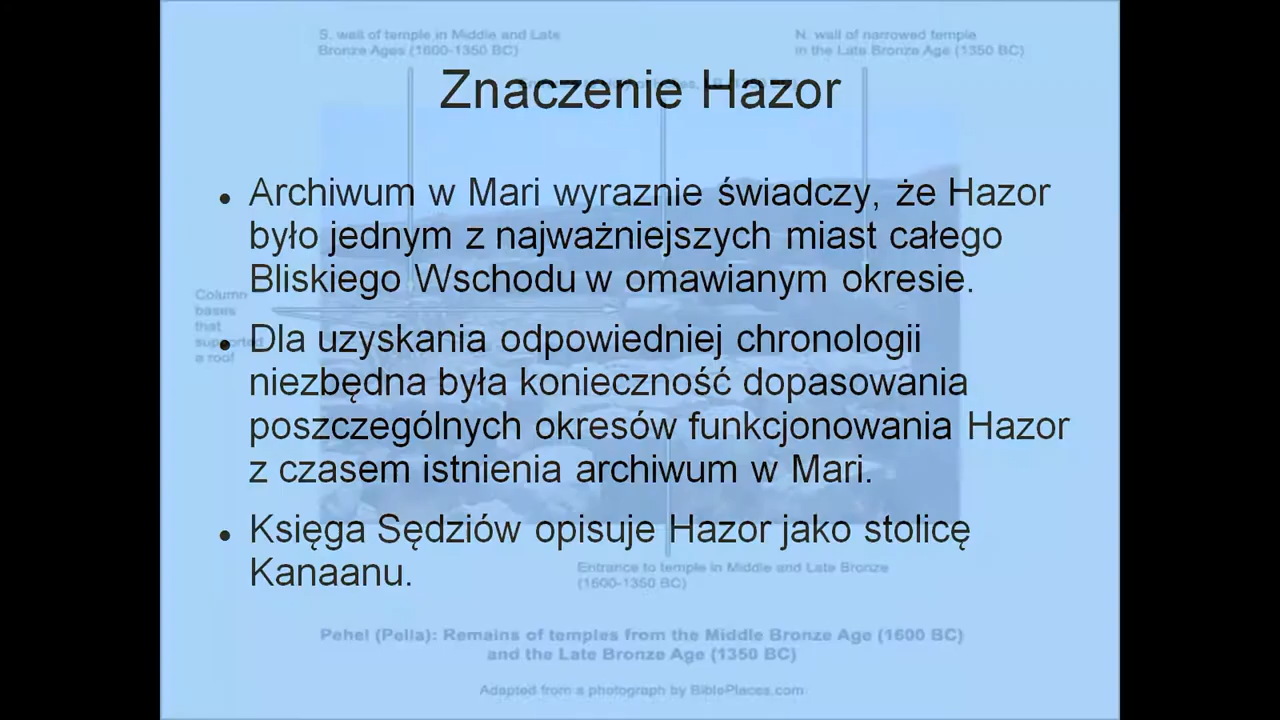 S. wall of temple in Middle and Late
Bronze Ages (1600-1350 BC)
N. wall of narrowed temple
in the Late Bronze Age (1350 BC)
Znaczenie Hazor
Archiwum w Mari wyraznie świadczy, że Hazor
było jednym z najważniejszych miast całego
Bliskiego Wschodu w omawianym okresie.
Column
bases
that
supported
a roof
Dla uzyskania odpowiedniej chronologii
niezbędna była konieczność dopasowania
poszczególnych okresów funkcjonowania Hazor
z czasem istnienia archiwum w Mari.
Księga Sędziów opisuje Hazor jako stolicę
Kanaanu.
Entrance to temple in Middle and Late Bronze
(1600-1350 BC)
Pehel (Pella): Remains of temples from the Middle Bronze Age (1600 BC)
and the Late Bronze Age (1350 BC)
Adapted from a photograph by BiblePlaces.com